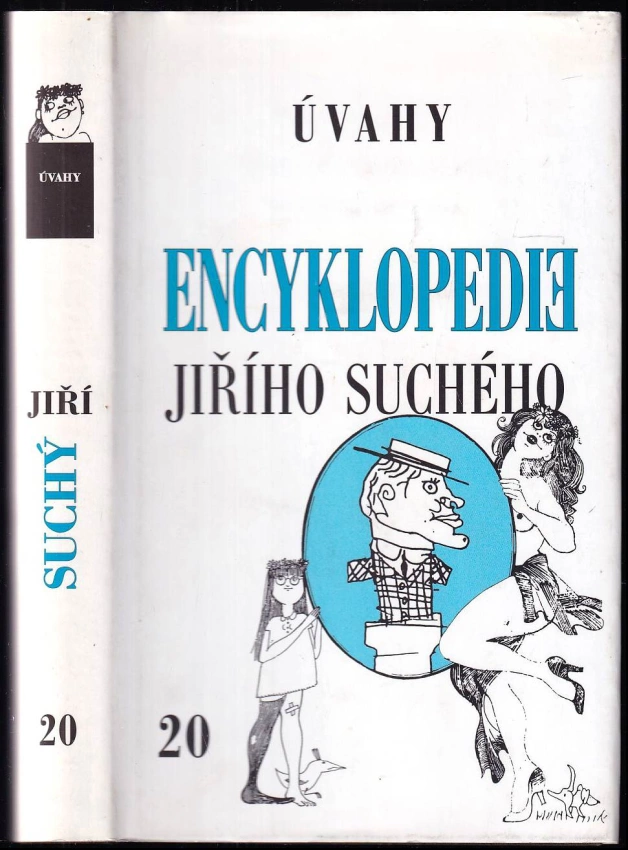 ÚVAHY
JIŘÍ
SUCHÝ
20
ÚVAHY
ENCYKLOPEDIE
JIŘÍHO SUCHÉHO
20